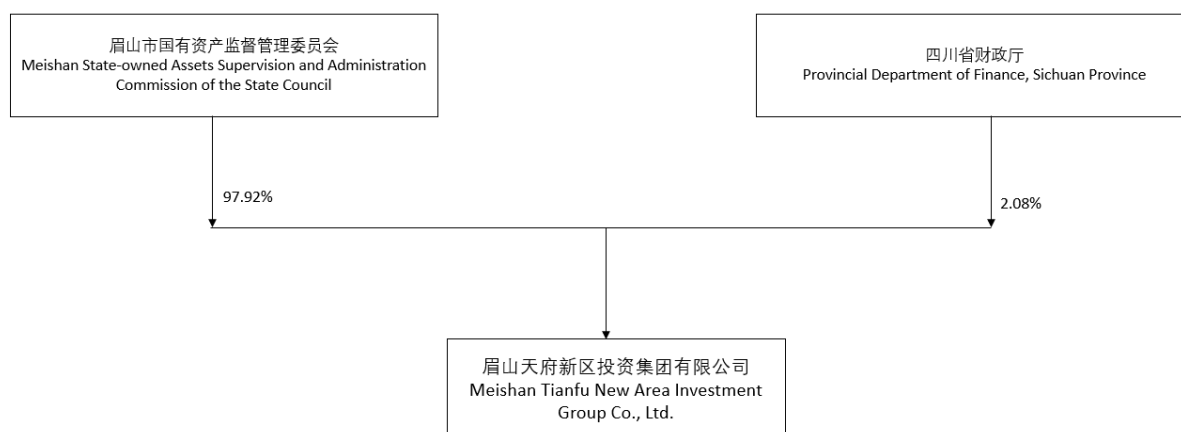 眉山市国有资产监督管理委员会
Meishan State-owned Assets Supervision and Administration
Commission of the State Council
四川省财政厅
Provincial Department of Finance, Sichuan Province
97.92%
2.08%
眉山天府新区投资集团有限公司
Meishan Tianfu New Area Investment
Group Co., Ltd.